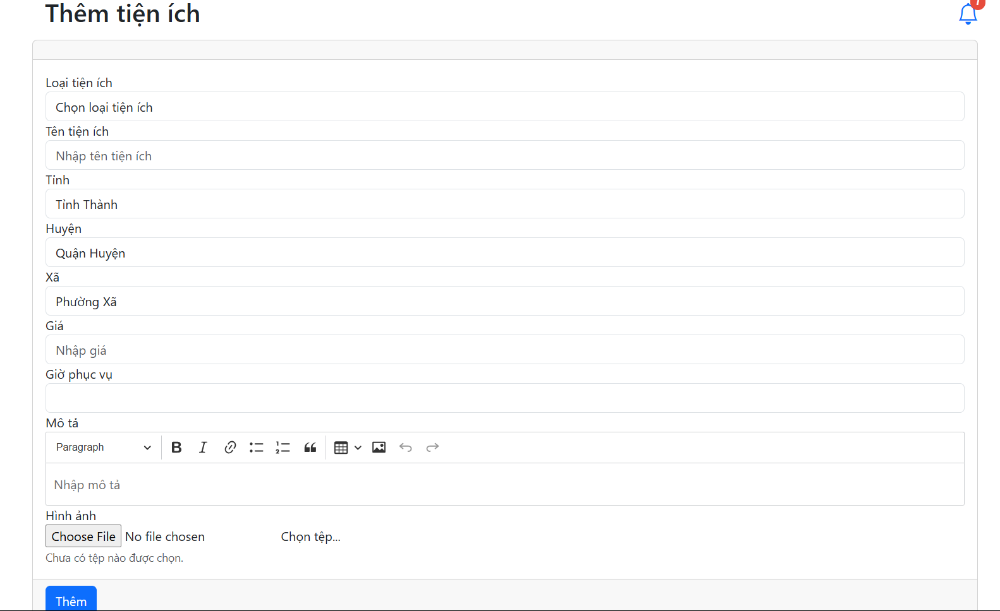 Thêm tiện ích
Loại tiện ích
Chọn loại tiện ích
Tên tiện ích
Nhập tên tiện ích
Tỉnh
Tỉnh Thành
Huyện
Quận Huyện
Xã
Phường Xã
Giá
Nhập giá
Giờ phục vụ
Mô tả
Paragraph
Nhập mô tả
Hình ảnh
Choose File No file chosen Chọn tệp...
Chưa có tệp nào được chọn.
Thêm